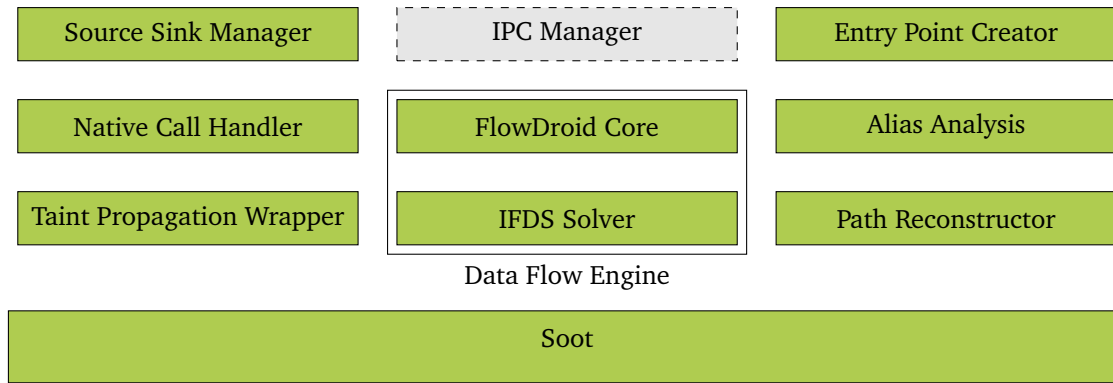 Source Sink Manager
IPC Manager
Entry Point Creator
Native Call Handler
FlowDroid Core
Alias Analysis
Taint Propagation Wrapper
IFDS Solver
Path Reconstructor
Data Flow Engine
Soot